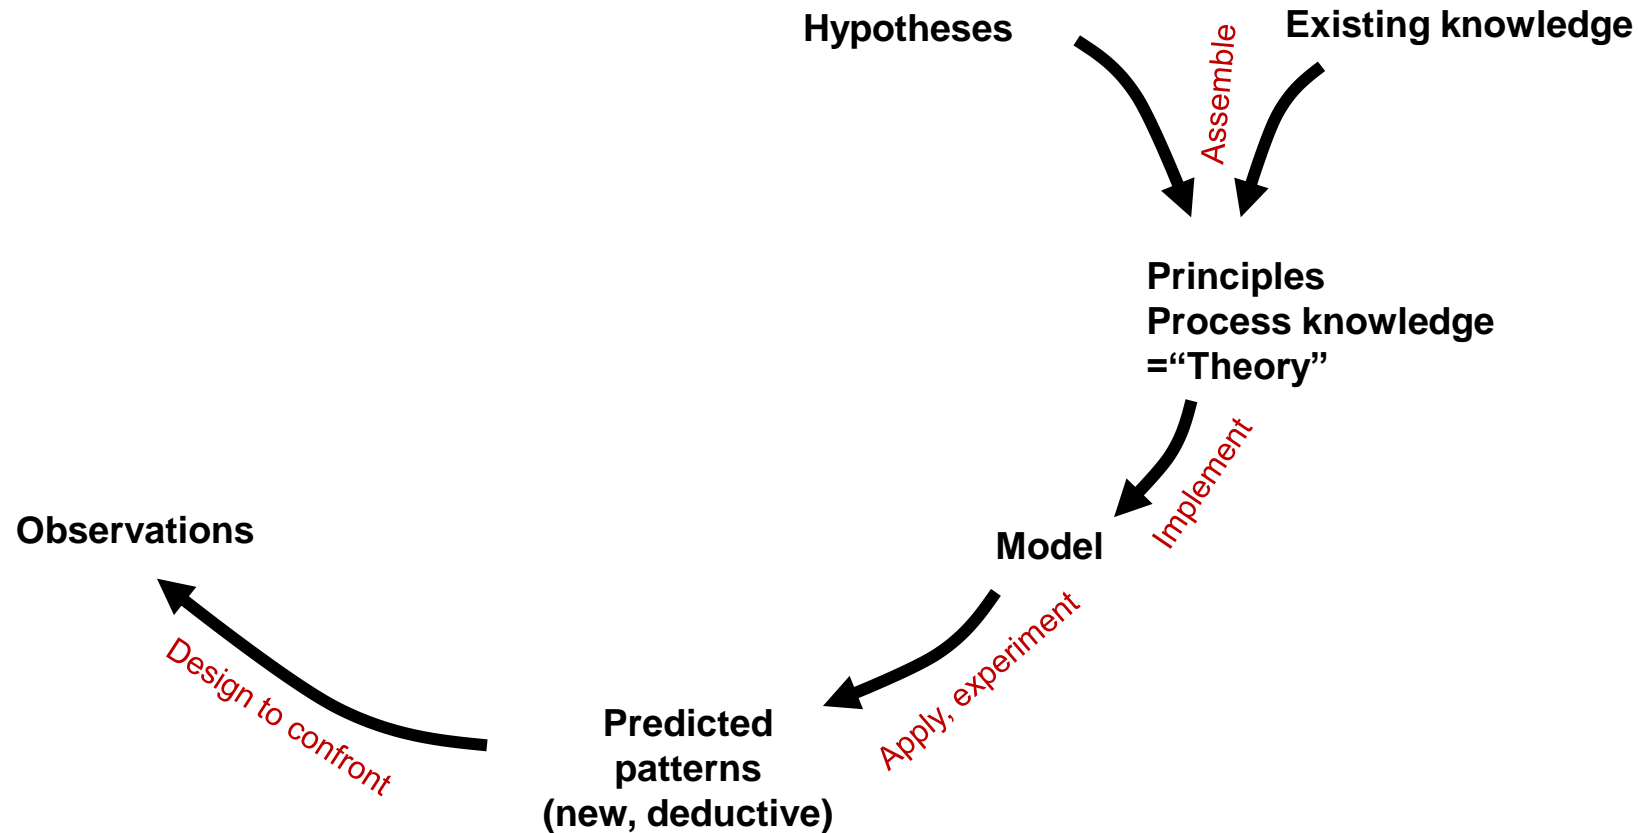 Hypotheses
Existing knowledge
Assemble
Principles
Process knowledge
=“Theory”
Implement
Model
Apply, experiment
Predicted
patterns
(new, deductive)
Design to confront
Observations